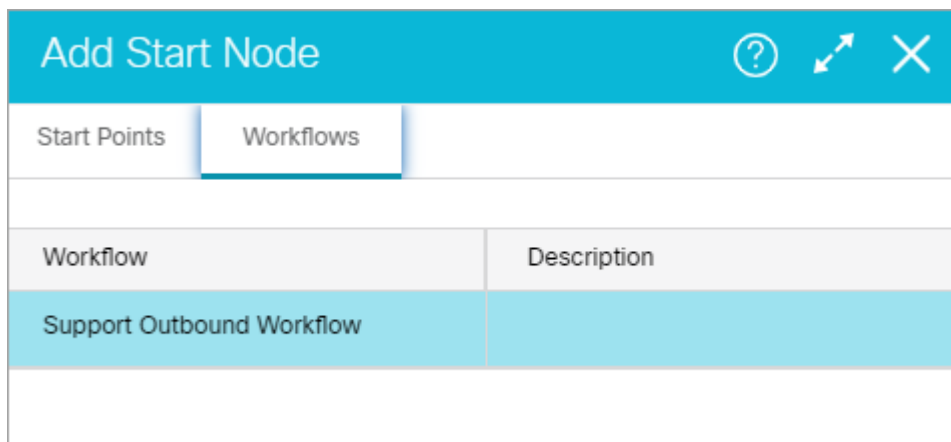 Add Start Node
Start Points Workflows
Workflow Description
Support Outbound Workflow